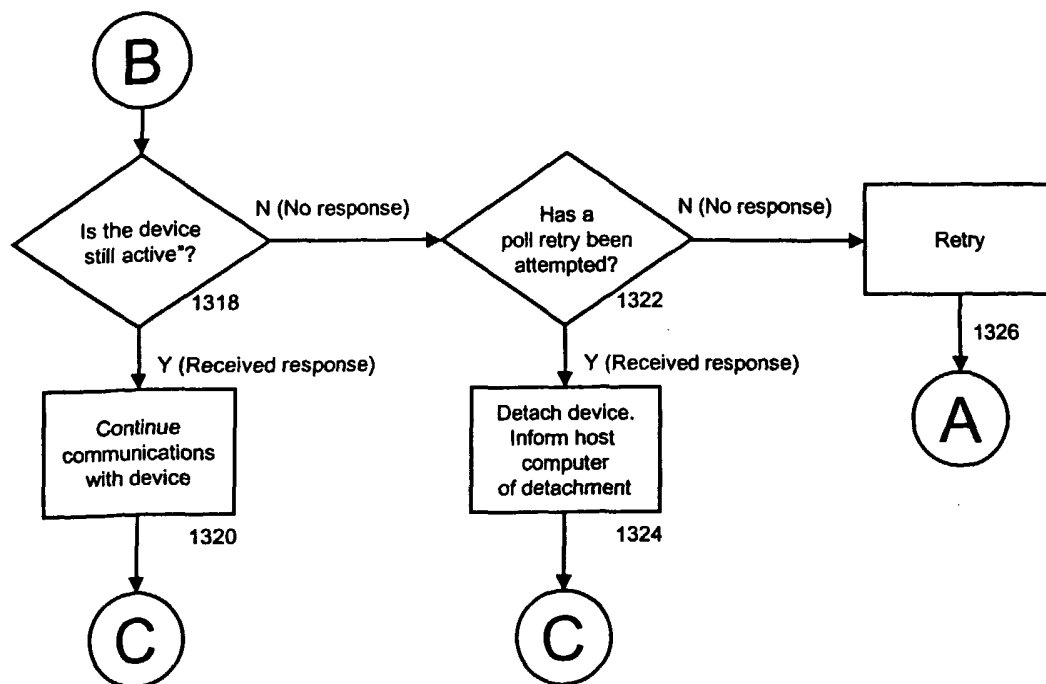 B
Is the device
still active"?
N (No response)
1318
Y (Received response)
Continue
communications
with device
1320
C
Has a
poll retry been
attempted?
N (No response)
1322
Y (Received response)
Detach device.
Inform host
computer
of detachment
1324
C
Retry
1326
A